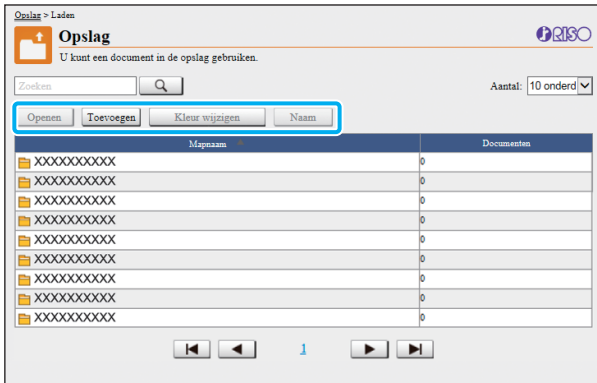 Opslag > Laden
Opslag
RISO
U kunt een document in de opslag gebruiken.
Zoeken
Aantal: 10 onderd
Openen Toevoegen Kleur wijzigen Naam
Mapnaam Documenten
XXXXXXXXXX 0
XXXXXXXXXX 0
XXXXXXXXXX 0
XXXXXXXXXX 0
XXXXXXXXXX 0
XXXXXXXXXX 0
XXXXXXXXXX 0
XXXXXXXXXX 0
XXXXXXXXXX 0
1